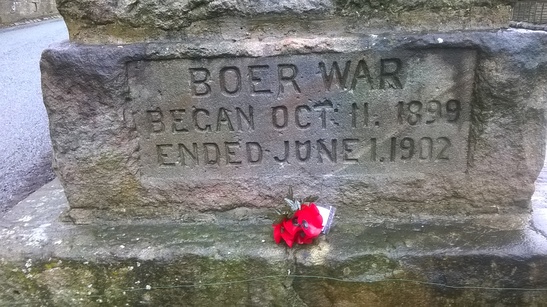 BOER WAR
BEGAN OCT. 11. 1899
ENDED JUNE 1. 1902